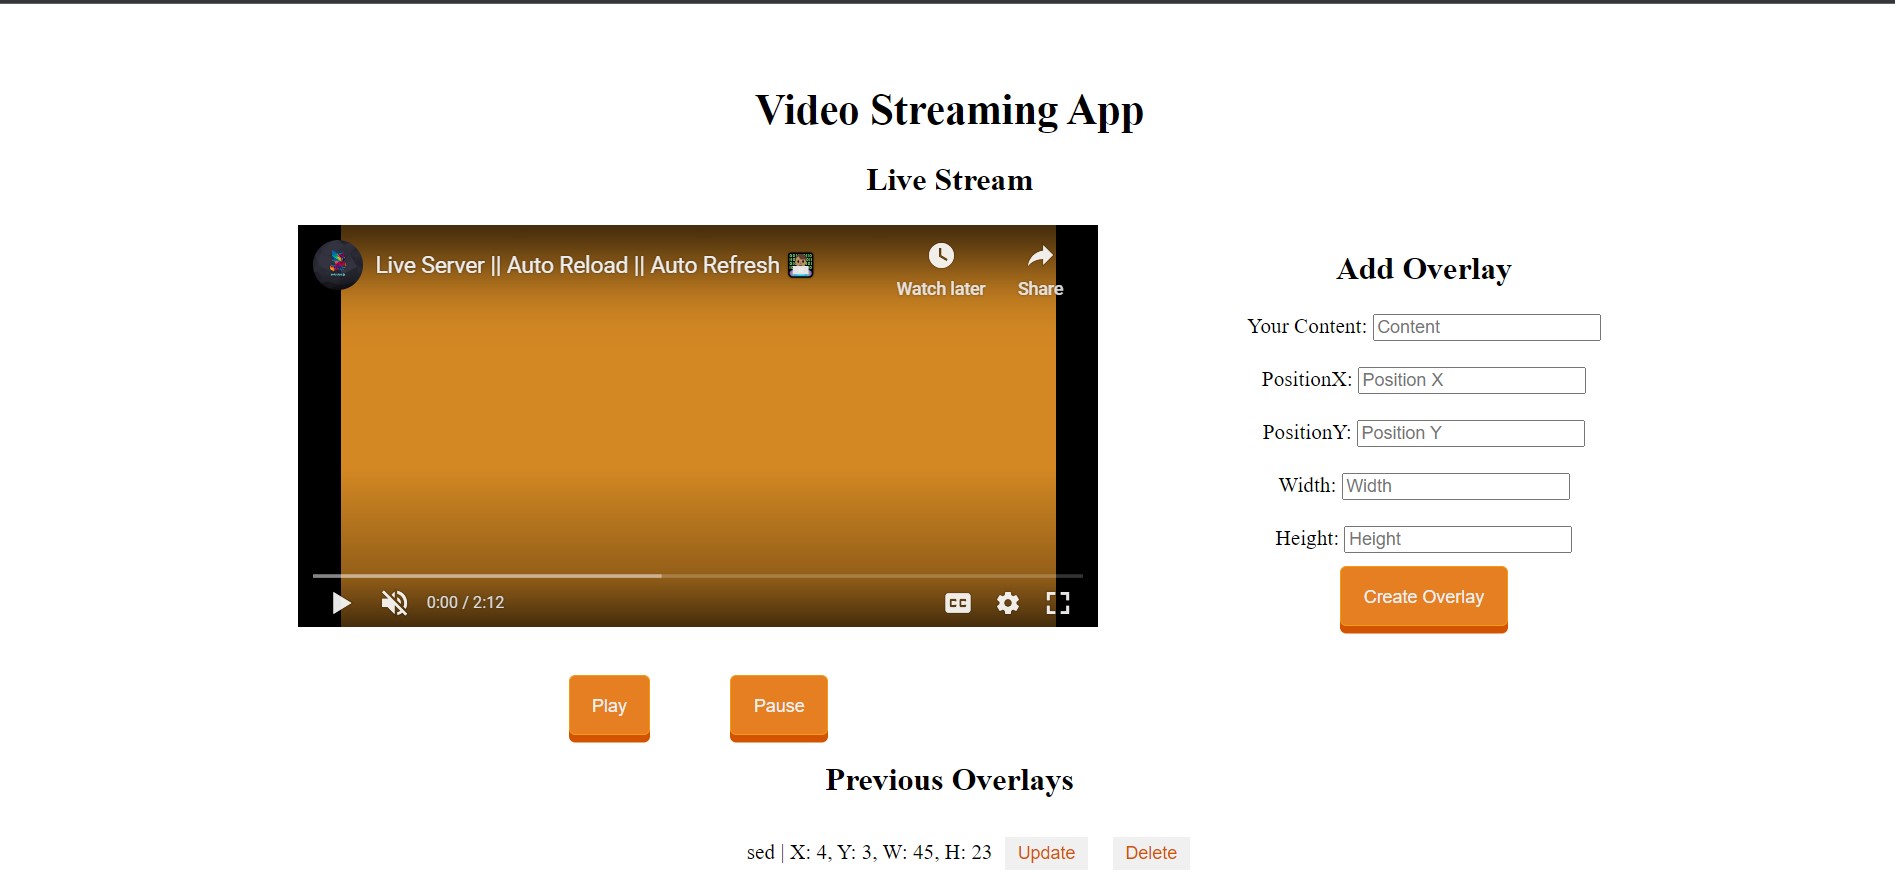 Video Streaming App
Live Stream
Live Server || Auto Reload || Auto Refresh
Watch later
Share
0:00 / 2:12
CC
Play
Pause
Add Overlay
Your Content: Content
PositionX: Position X
PositionY: Position Y
Width: Width
Height: Height
Create Overlay
Previous Overlays
sed | X: 4, Y: 3, W: 45, H: 23 Update Delete